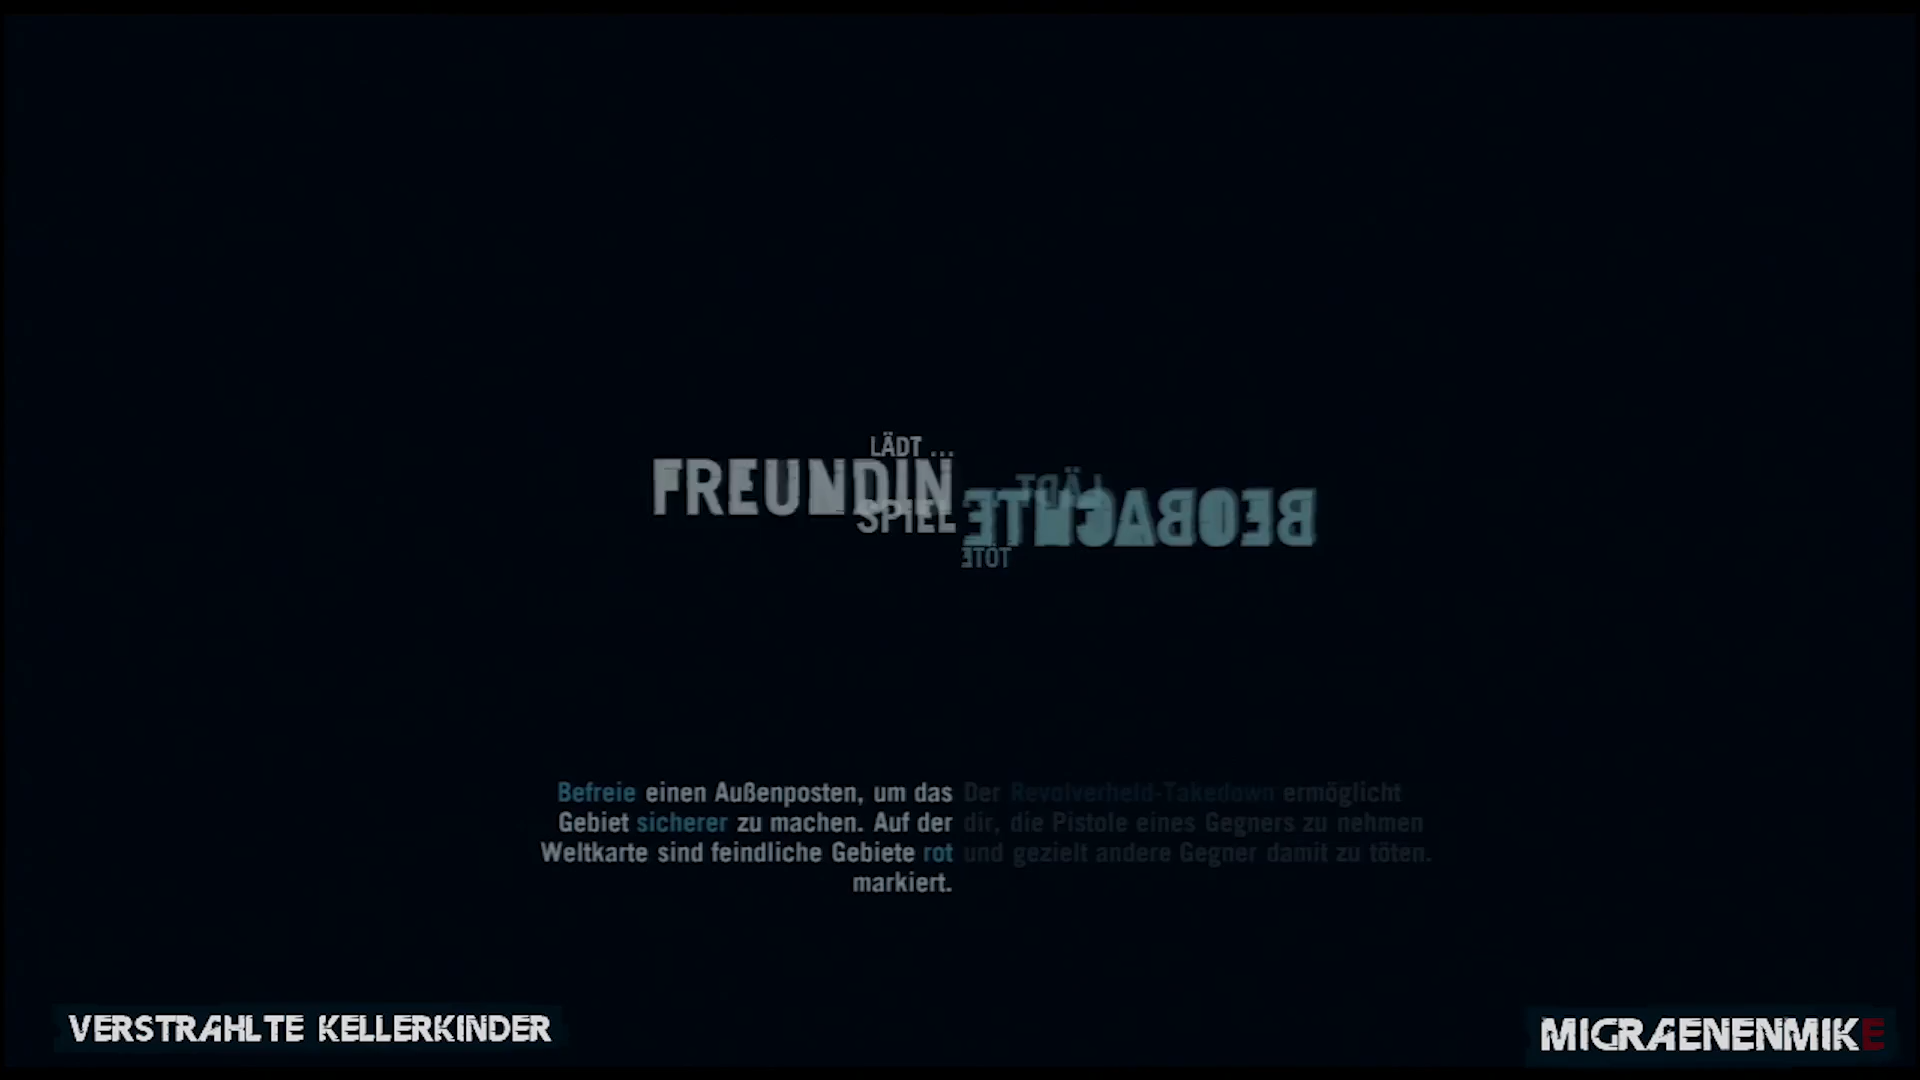 LÄDT ...
FREUNDIN
SPIEL
LÄDT
BEOBACHTE
TÖTE
Befreie einen Außenposten, um das
Gebiet sicherer zu machen. Auf der
Weltkarte sind feindliche Gebiete rot
markiert.
Der Revolverheld-Takedown ermöglicht
dir, die Pistole eines Gegners zu nehmen
und gezielt andere Gegner damit zu töten.
VERSTRAHLTE KELLERKINDER
MIGRAENENMIKE